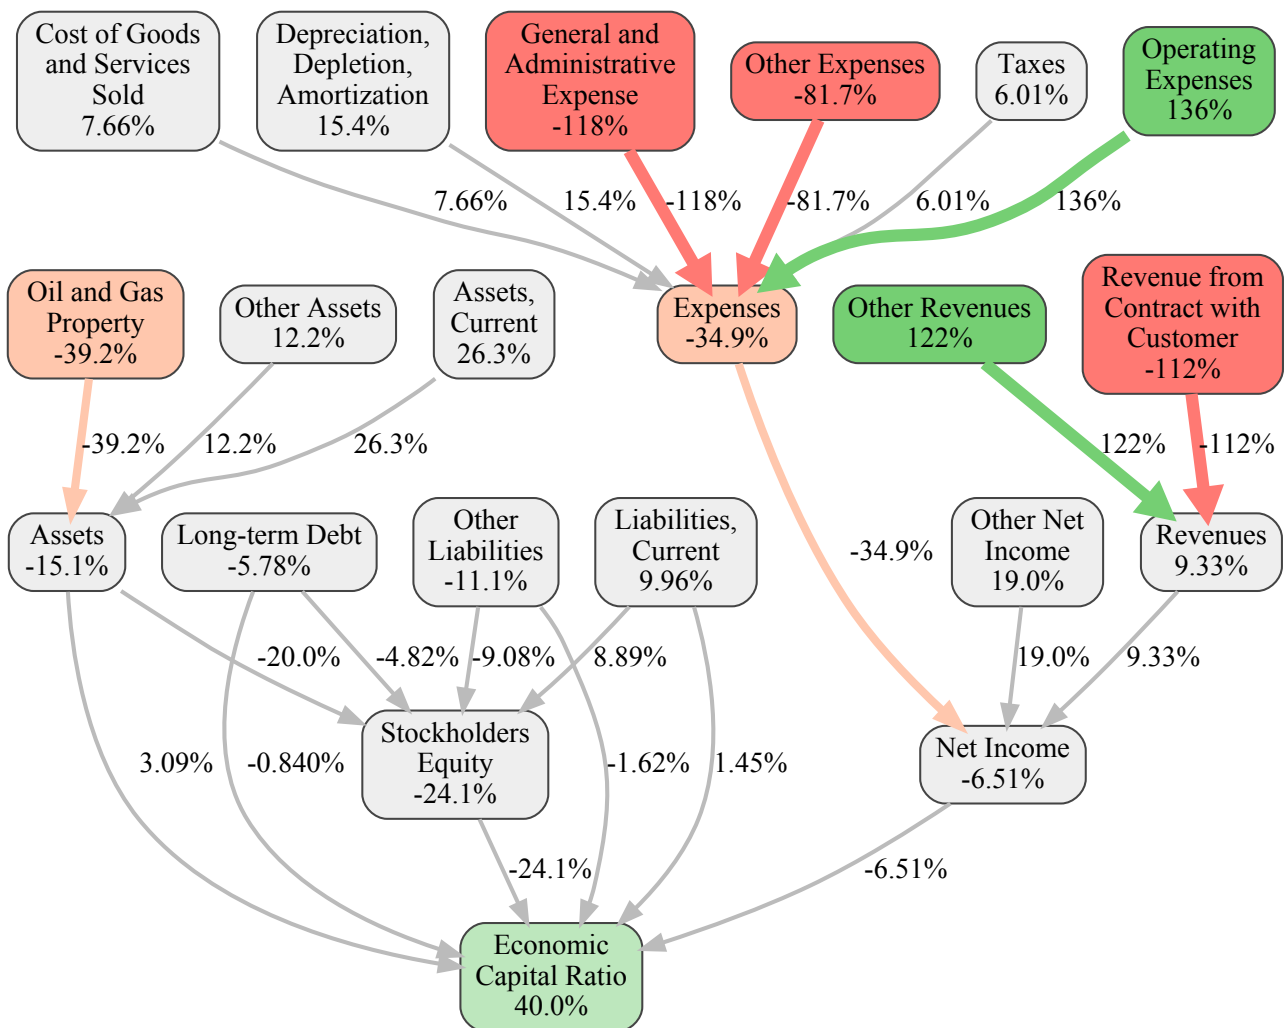 Cost of Goods
and Services
Sold
7.66%
Depreciation,
Depletion,
Amortization
15.4%
General and
Administrative
Expense
-118%
Other Expenses
-81.7%
Taxes
6.01%
Operating
Expenses
136%
7.66%
15.4%
-118%
-81.7%
6.01%
136%
Oil and Gas
Property
-39.2%
Other Assets
12.2%
Assets,
Current
26.3%
Expenses
-34.9%
Other Revenues
122%
Revenue from
Contract with
Customer
-112%
-39.2%
12.2%
26.3%
122%
-112%
Assets
-15.1%
Long-term Debt
-5.78%
Other
Liabilities
-11.1%
Liabilities,
Current
9.96%
-34.9%
Other Net
Income
19.0%
Revenues
9.33%
-20.0%
-4.82%
-9.08%
8.89%
19.0%
9.33%
3.09%
-0.840%
Stockholders
Equity
-24.1%
-1.62%
1.45%
Net Income
-6.51%
-24.1%
-6.51%
Economic
Capital Ratio
40.0%